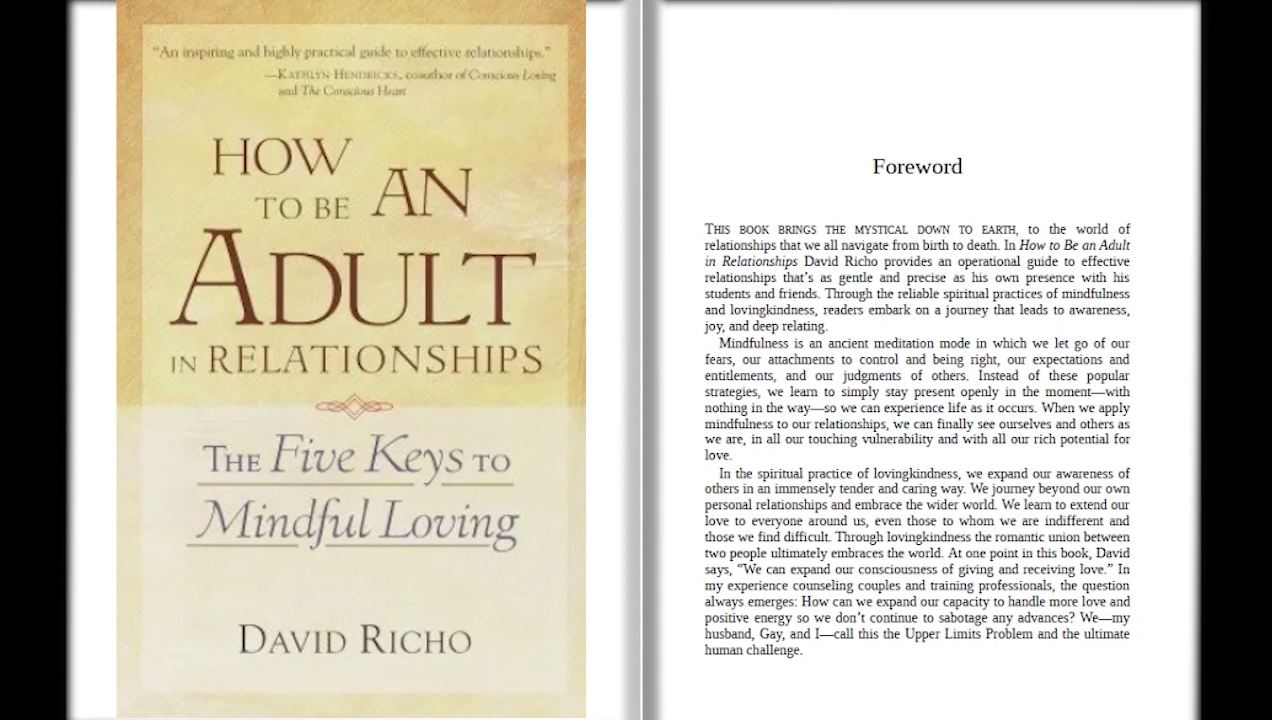 “An inspiring and highly practical guide to effective relationships.”
—KATHLYN HENDRICKS, coauthor of Conscious Loving
and The Conscious Heart
HOW
TO BE AN
ADULT
IN RELATIONSHIPS
THE Five Keys TO
Mindful Loving
DAVID RICHO
Foreword
THIS BOOK BRINGS THE MYSTICAL DOWN TO EARTH, to the world of
relationships that we all navigate from birth to death. In How to Be an Adult
in Relationships David Richo provides an operational guide to effective
relationships that’s as gentle and precise as his own presence with his
students and friends. Through the reliable spiritual practices of mindfulness
and lovingkindness, readers embark on a journey that leads to awareness,
joy, and deep relating.
Mindfulness is an ancient meditation mode in which we let go of our
fears, our attachments to control and being right, our expectations and
entitlements, and our judgments of others. Instead of these popular
strategies, we learn to simply stay present openly in the moment—with
nothing in the way—so we can experience life as it occurs. When we apply
mindfulness to our relationships, we can finally see ourselves and others as
we are, in all our touching vulnerability and with all our rich potential for
love.
In the spiritual practice of lovingkindness, we expand our awareness of
others in an immensely tender and caring way. We journey beyond our own
personal relationships and embrace the wider world. We learn to extend our
love to everyone around us, even those to whom we are indifferent and
those we find difficult. Through lovingkindness the romantic union between
two people ultimately embraces the world. At one point in this book, David
says, “We can expand our consciousness of giving and receiving love.” In
my experience counseling couples and training professionals, the question
always emerges: How can we expand our capacity to handle more love and
positive energy so we don’t continue to sabotage any advances? We—my
husband, Gay, and I—call this the Upper Limits Problem and the ultimate
human challenge.